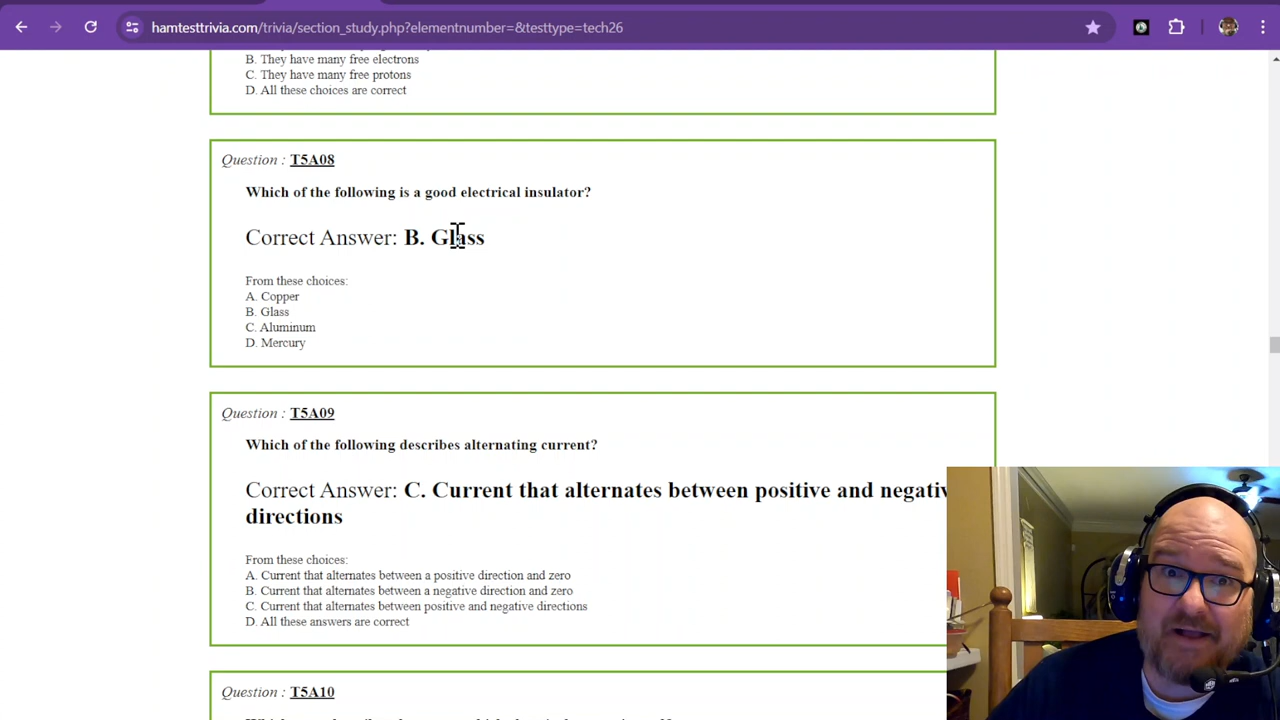 hamtesttrivia.com/trivia/section_study.php?elementnumber=&testtype=tech26
B. They have many free electrons
C. They have many free protons
D. All these choices are correct
Question : T5A08
Which of the following is a good electrical insulator?
Correct Answer: B. Glass
From these choices:
A. Copper
B. Glass
C. Aluminum
D. Mercury
Question : T5A09
Which of the following describes alternating current?
Correct Answer: C. Current that alternates between positive and
directions
From these choices:
A. Current that alternates between a positive direction and zero
B. Current that alternates between a negative direction and zero
C. Current that alternates between positive and negative directions
D. All these answers are correct
Question : T5A10